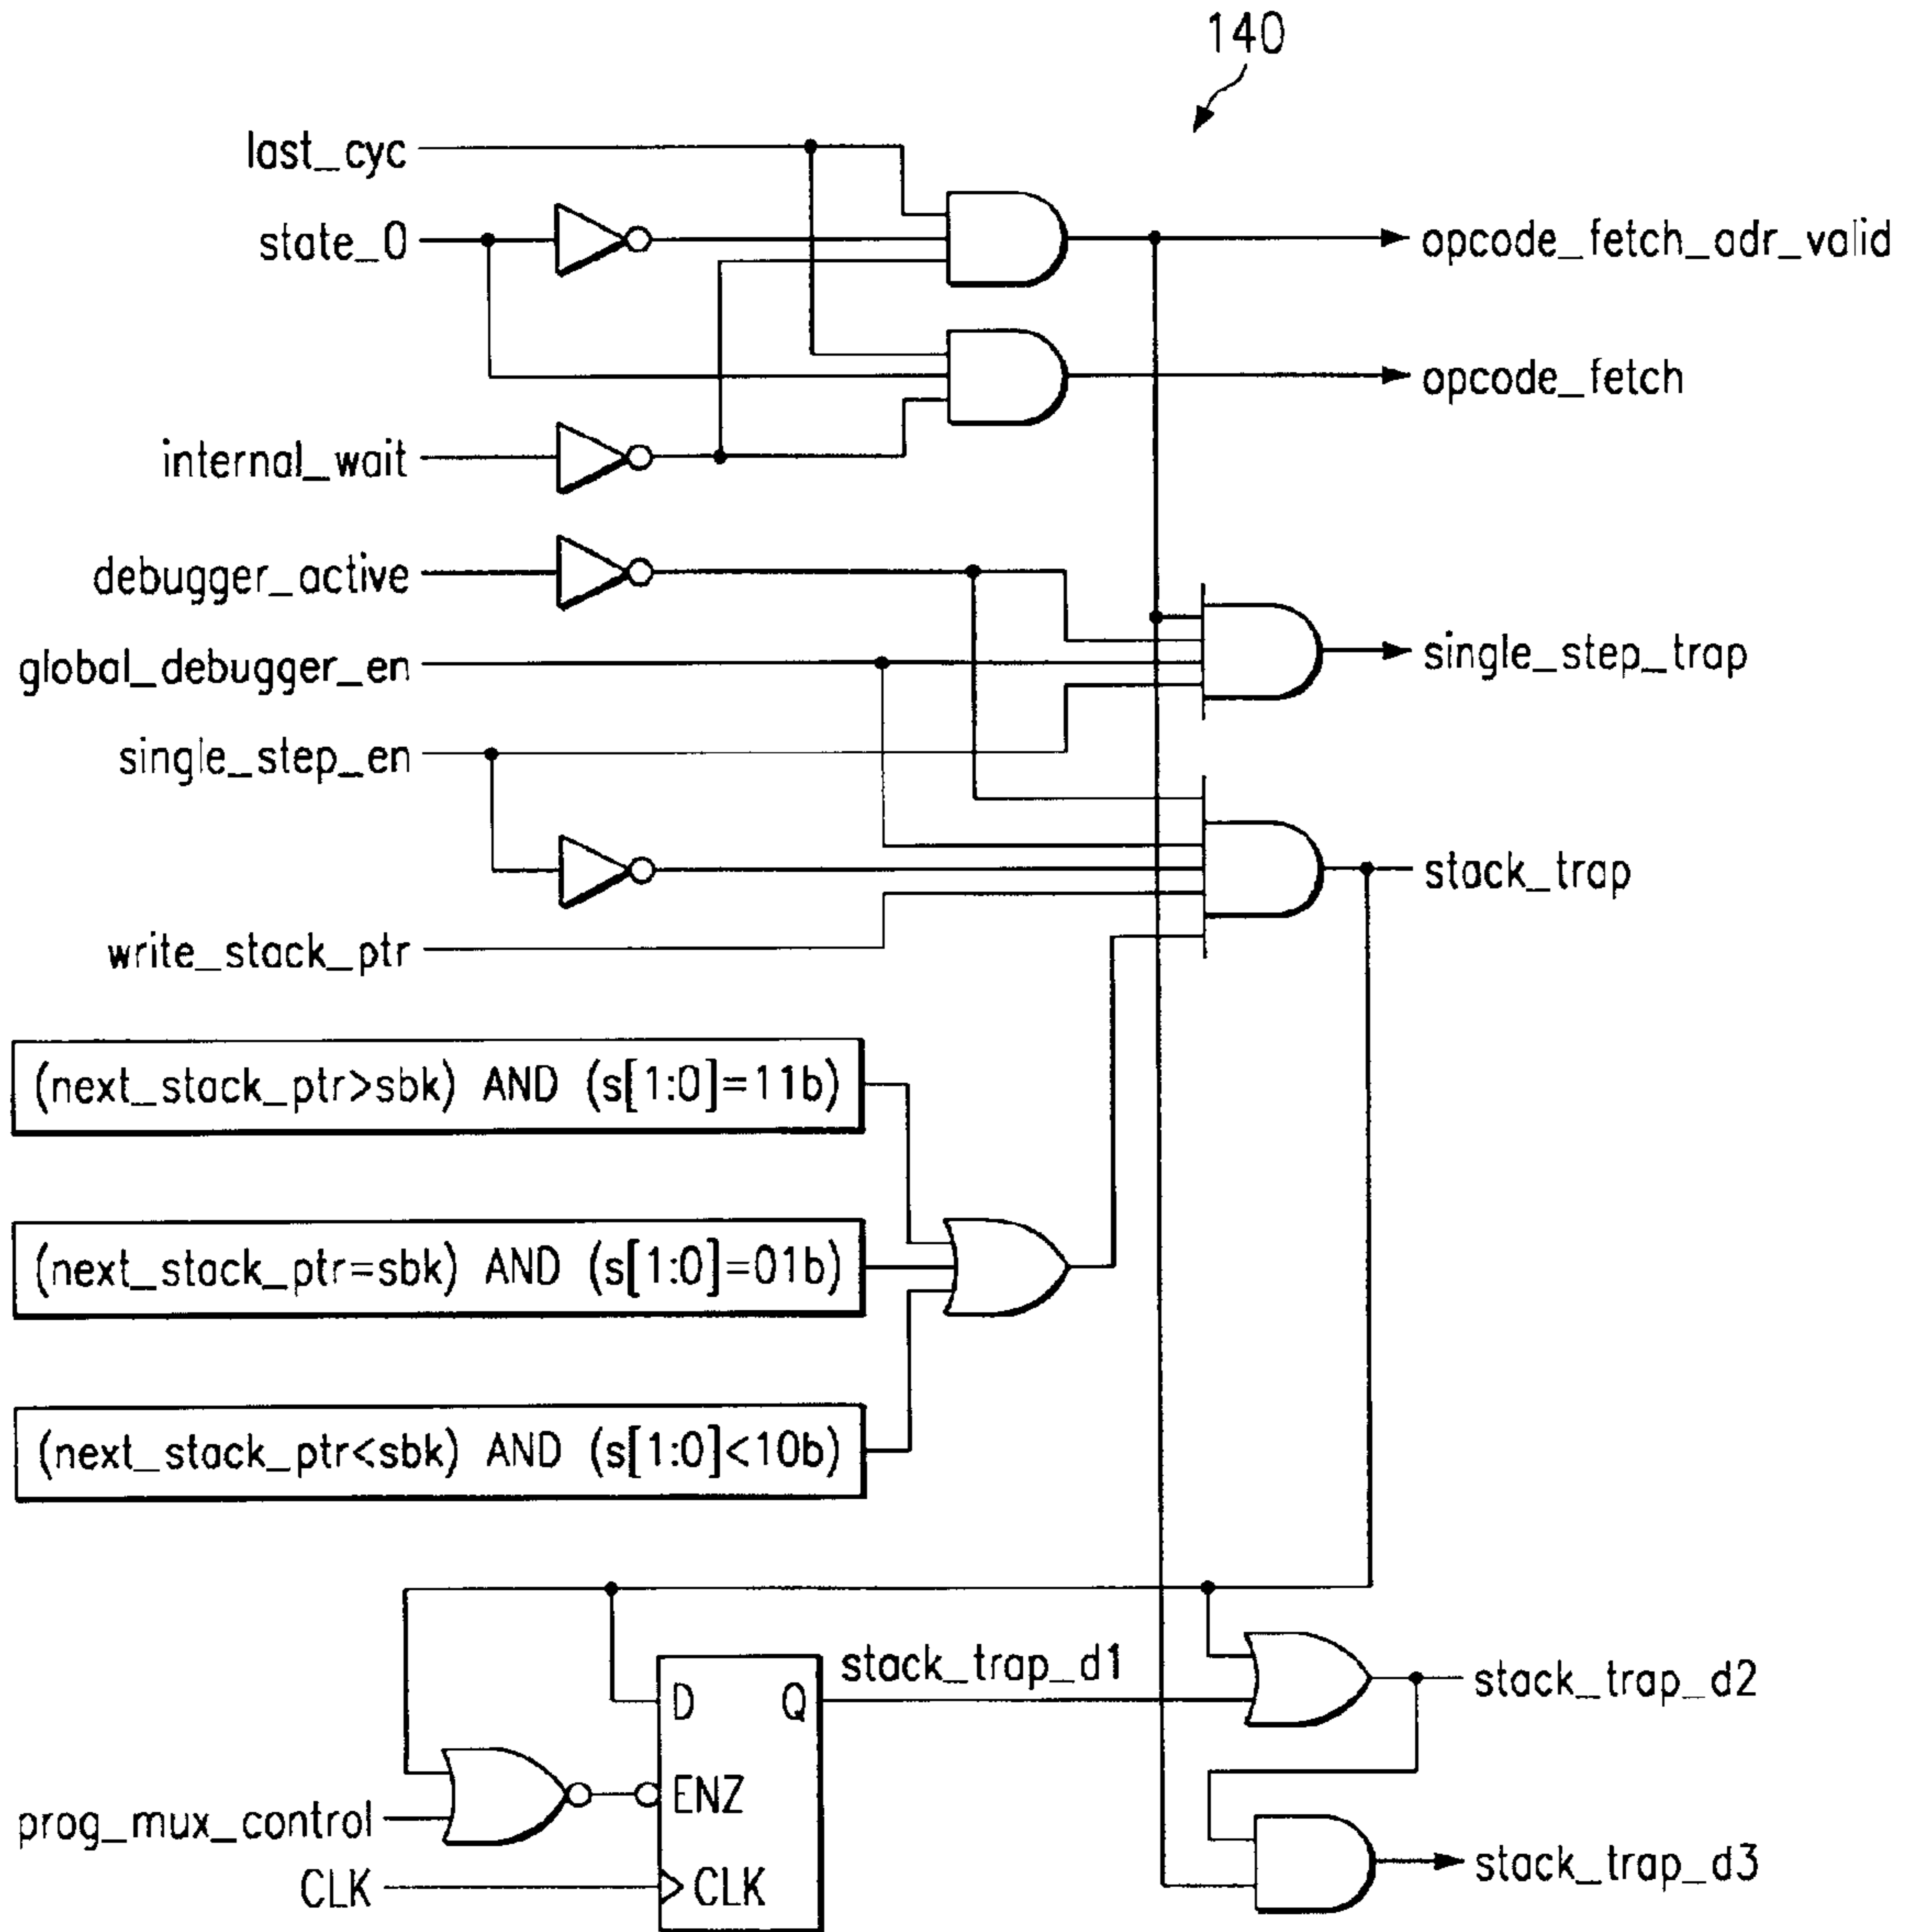 140
last_cyc
state_0
opcode_fetch_adr_valid
opcode_fetch
internal_wait
debugger_active
global_debugger_en
single_step_trap
single_step_en
stack_trap
write_stack_ptr
(next_stack_ptr>sbk) AND (s[1:0]=11b)
(next_stack_ptr=sbk) AND (s[1:0]=01b)
(next_stack_ptr<sbk) AND (s[1:0]<10b)
stack_trap_d1
D Q
stack_trap_d2
ENZ
prog_mux_control
CLK
CLK
stack_trap_d3